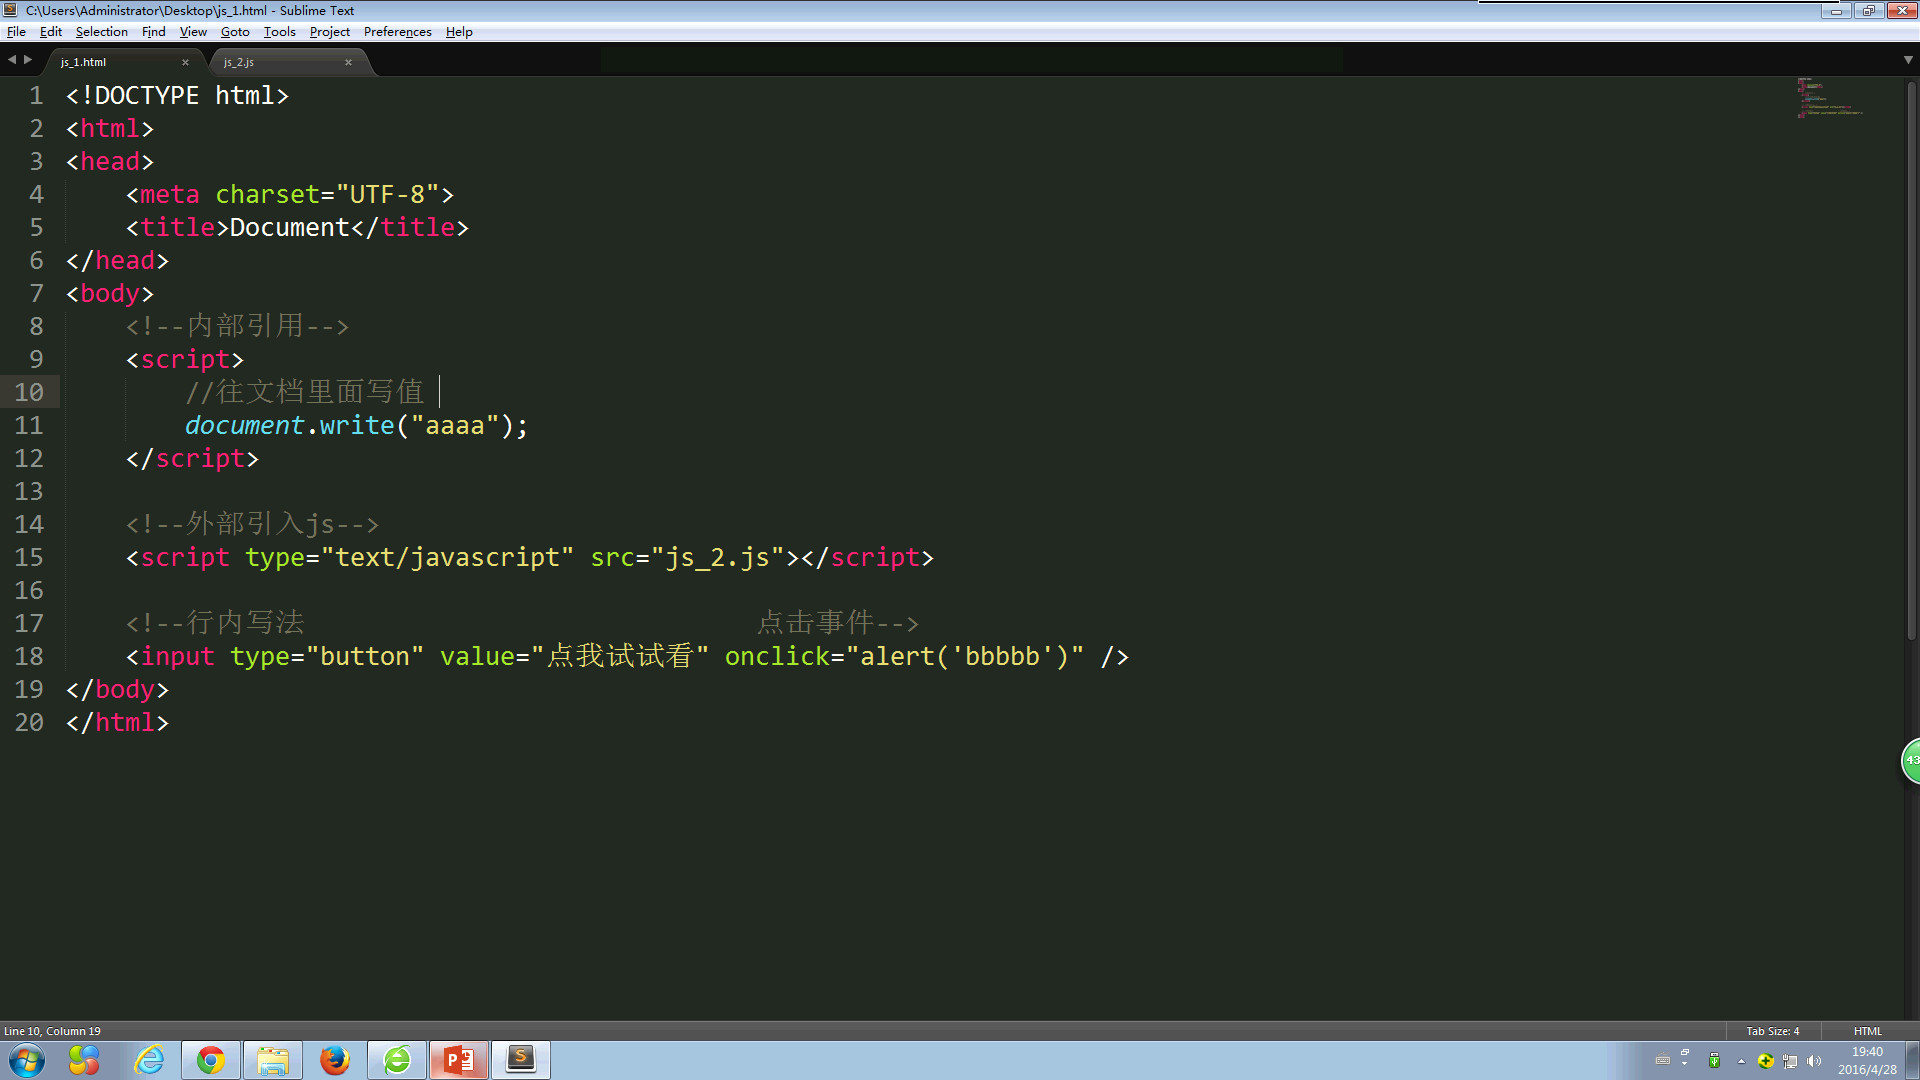 C:\Users\Administrator\Desktop\js_1.html - Sublime Text
File Edit Selection Find View Goto Tools Project Preferences Help
js_1.html × js_2.js ×
1 <!DOCTYPE html>
2 <html>
3 <head>
4 <meta charset="UTF-8">
5 <title>Document</title>
6 </head>
7 <body>
8 <!--内部引用-->
9 <script>
10 //往文档里面写值
11 document.write("aaaa");
12 </script>
13
14 <!--外部引入js-->
15 <script type="text/javascript" src="js_2.js"></script>
16
17 <!--行内写法 点击事件-->
18 <input type="button" value="点我试试看" onclick="alert('bbbbb')" />
19 </body>
20 </html>
43
Line 10, Column 19 Tab Size: 4 HTML
19:40
2016/4/28